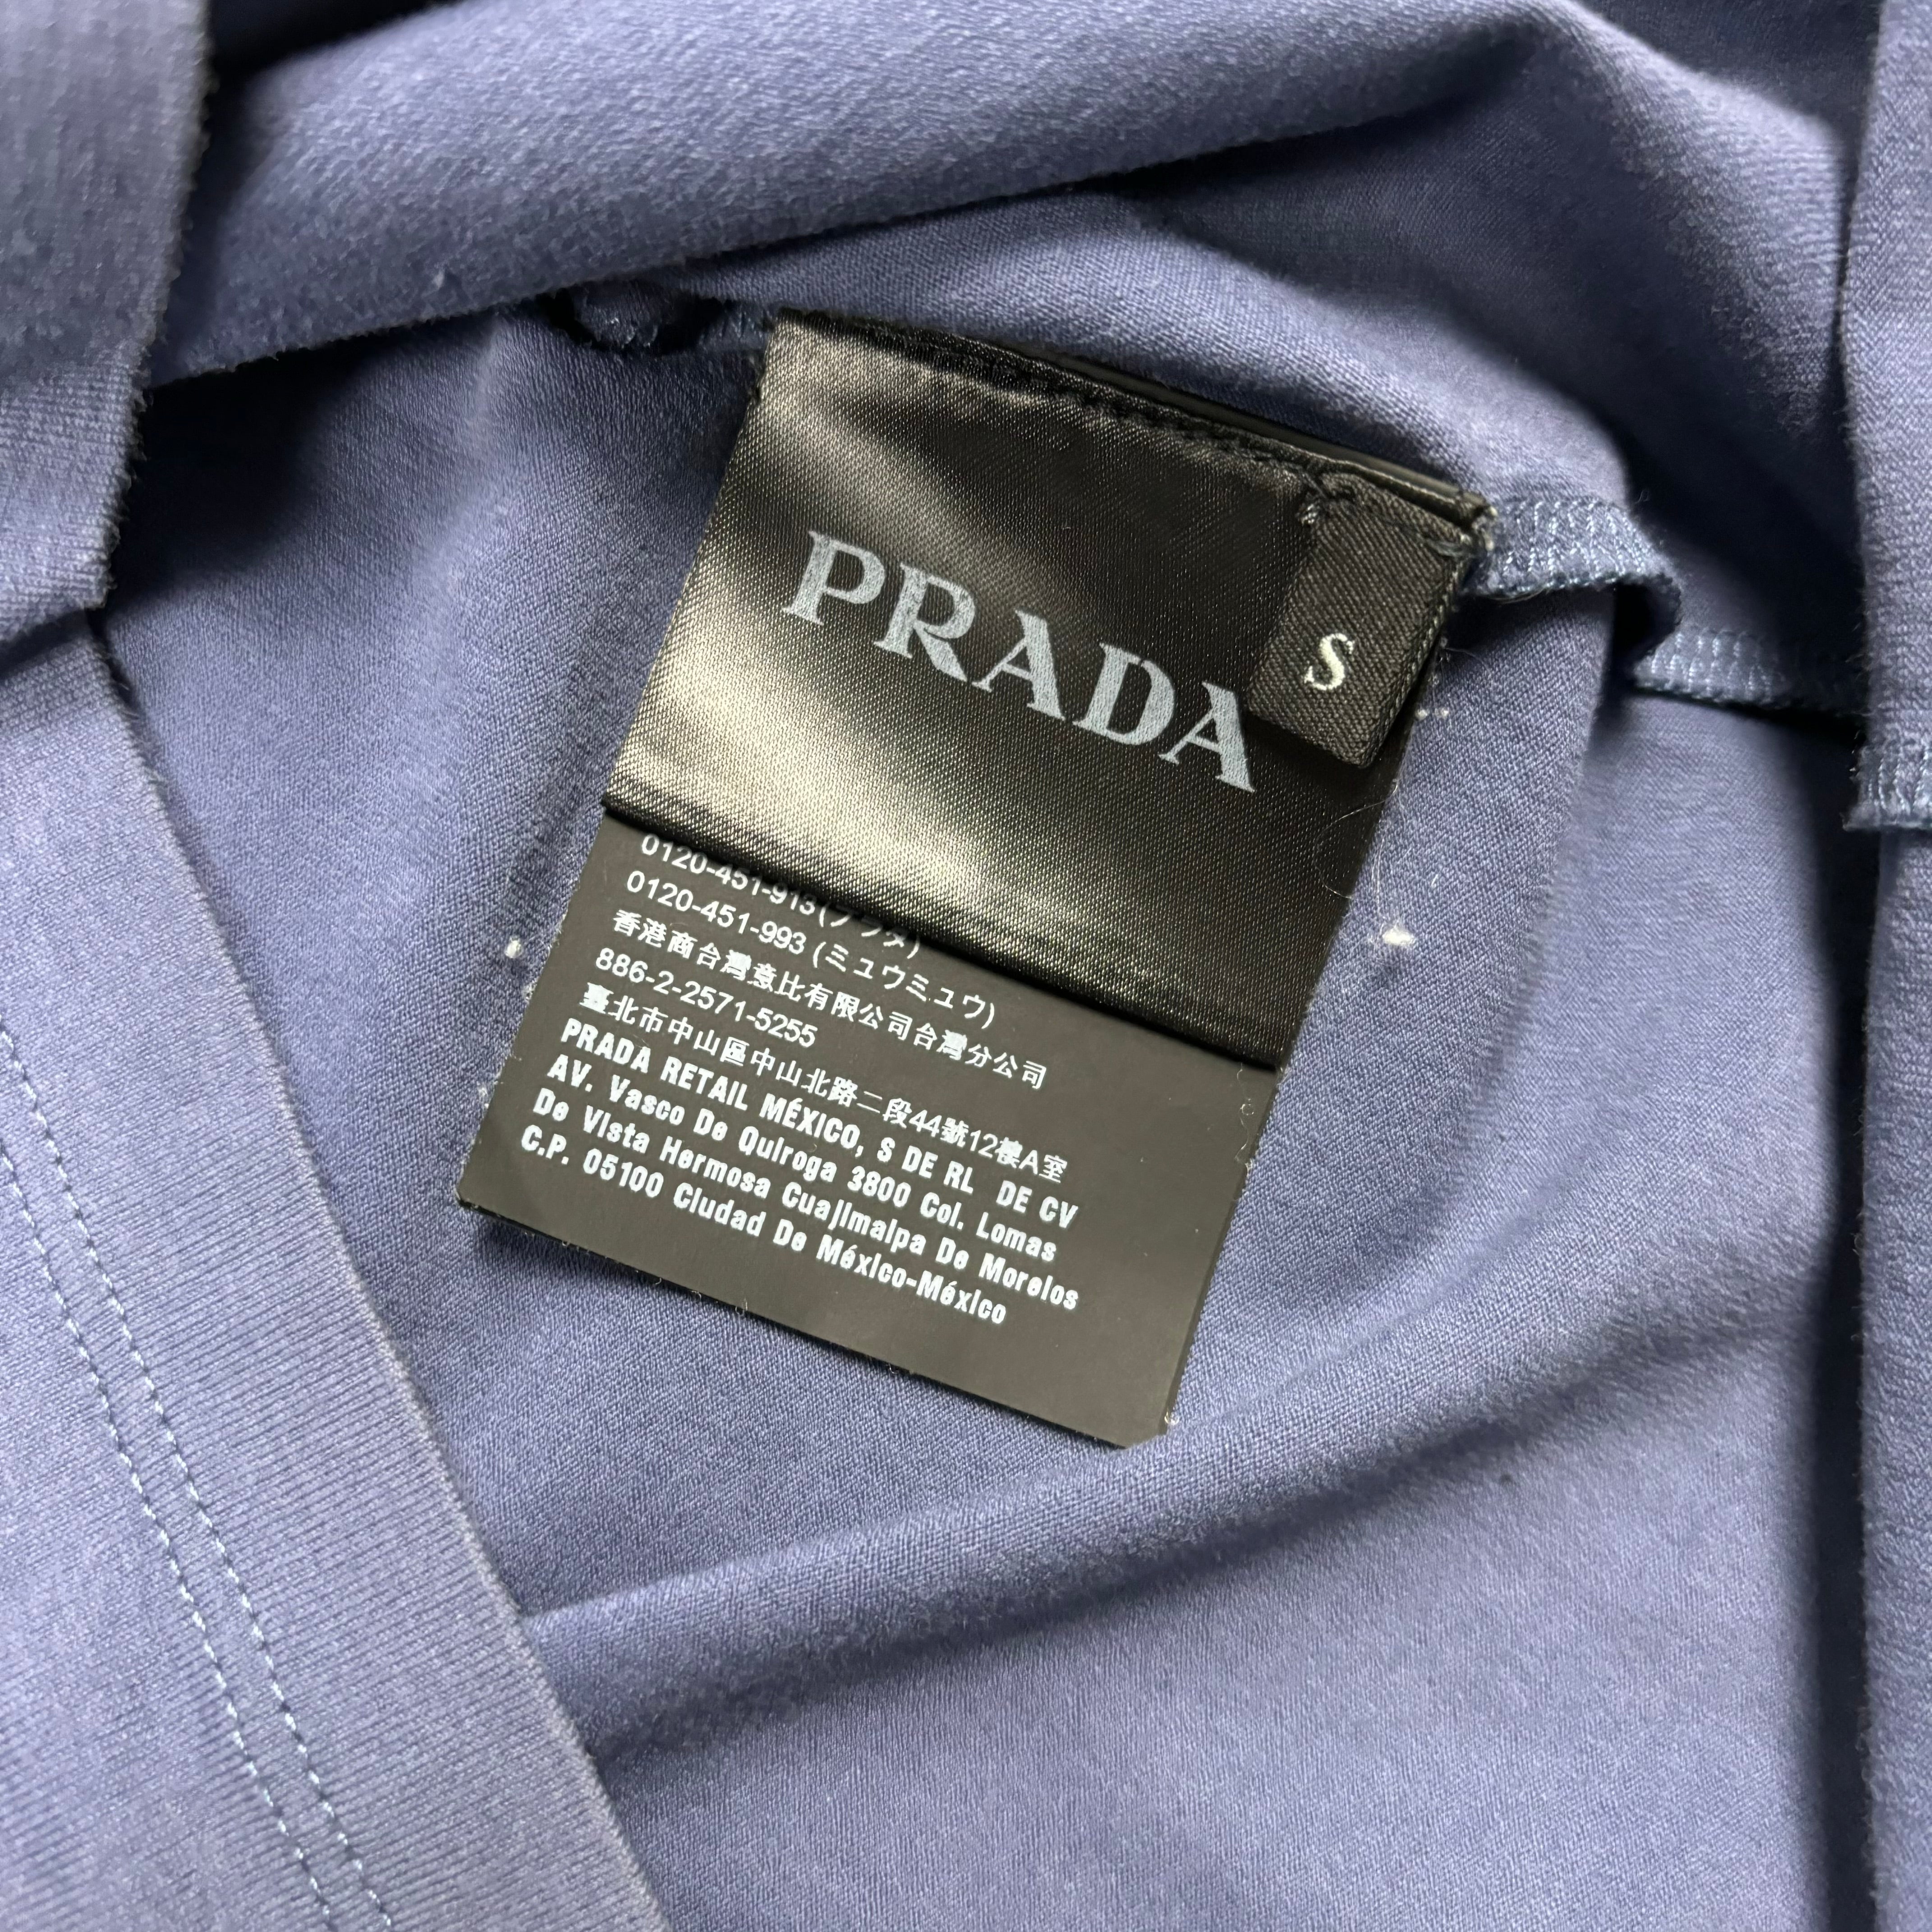 PRADA
S
0120-451-913(プラダ)
0120-451-993 (ミュウミュウ)
香港商台灣意比有限公司台灣分公司
886-2-2571-5255
臺北市中山區中山北路二段44號12樓A室
PRADA RETAIL MÉXICO, S DE RL DE CV
AV. Vasco De Quiroga 3800 Col. Lomas
De Vista Hermosa Cuajimalpa De Morelos
C.P. 05100 Ciudad De México-México